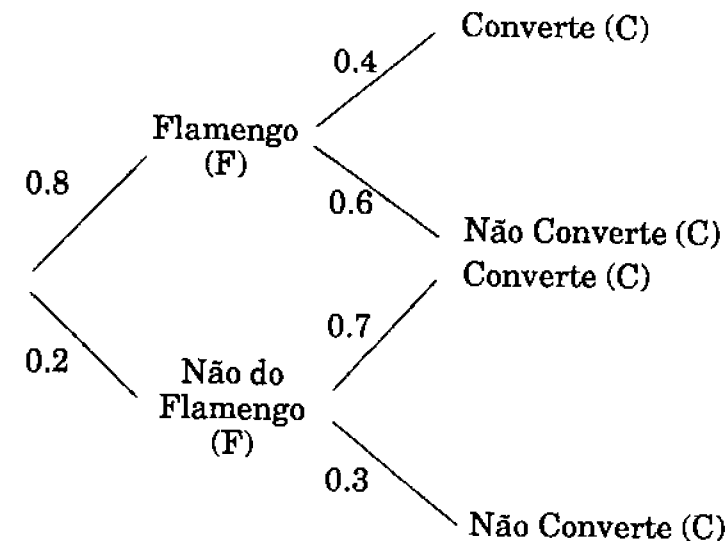 Converte (C)
0.4
Flamengo
(F)
0.8
0.6
Não Converte (C)
Converte (C)
0.7
0.2
Não do
Flamengo
(F)
0.3
Não Converte (C)